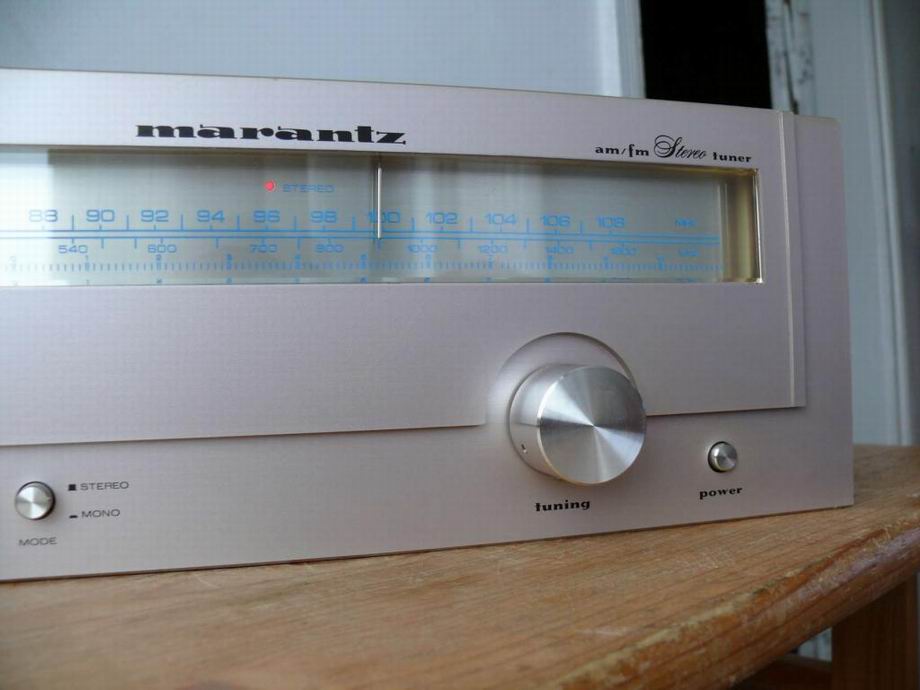 marantz
am/fm Stereo tuner
STEREO
88 90 92 94 96 98 100 102 104 106 108 MHz
540 600 700 1000 1200 1400
STEREO
MONO
MODE
tuning
power